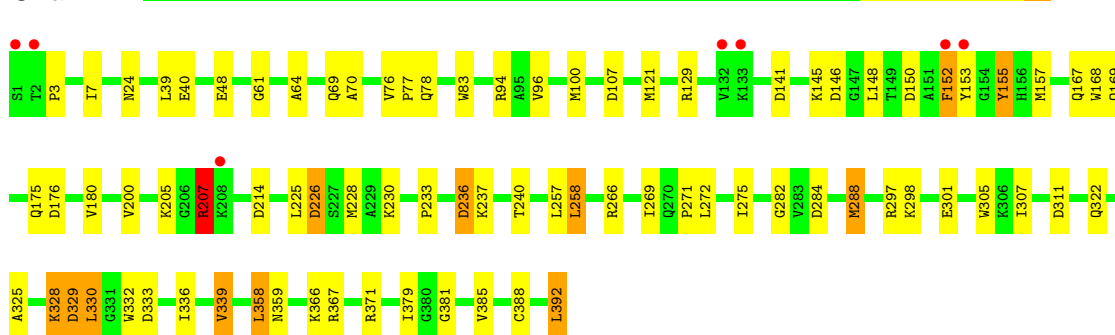 S1 T2 P3 I7 N24 L39 E40 E48 G61 A64 Q69 A70 V76 P77 Q78 W83 R94 A95 V96 M100 D107 M121 R129 V132 K133 D141 K145 D146 G147 L148 T149 D150 A151 F152 Y153 G154 Y155 H156 M157 Q167 W168
Q175 D176 V180 V200 K205 G206 R207 K208 D214 L225 D226 S227 M228 A229 K230 P233 D236 K237 T240 L257 L258 R266 I269 Q270 P271 L272 I275 G282 V283 D284 M288 R297 K298 E301 W305 K306 I307 D311 Q322
A325 K328 D329 L330 G331 W332 D333 I336 V339 L358 N359 K366 R367 R371 I379 G380 G381 V385 C388 L392